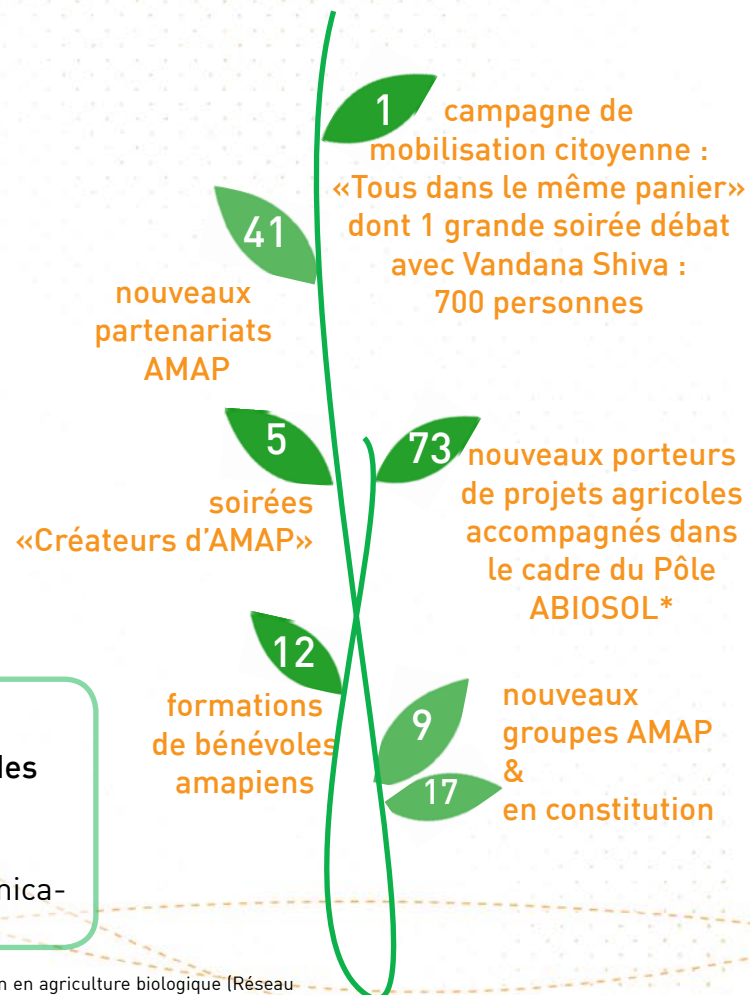 1
campagne de
mobilisation citoyenne :
«Tous dans le même panier»
dont 1 grande soirée débat
avec Vandana Shiva :
700 personnes
41
nouveaux
partenariats
AMAP
5
soirées
«Créateurs d’AMAP»
73
nouveaux porteurs
de projets agricoles
accompagnés dans
le cadre du Pôle
ABIOSOL*
12
formations
de bénévoles
amapiens
9
nouveaux
groupes AMAP
&
17
en constitution
en agriculture biologique (Réseau